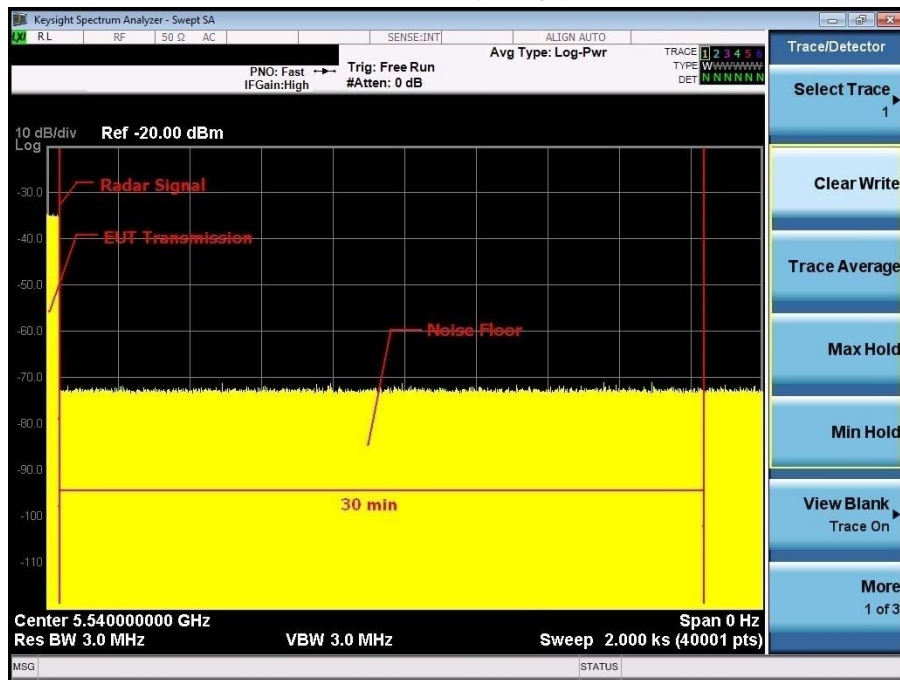 Keysight Spectrum Analyzer - Swept SA
LXI RL RF 50 Ω AC SENSE:INT ALIGN AUTO
Avg Type: Log-Pwr
PNO: Fast
IFGain:High
Trig: Free Run
#Atten: 0 dB
TRACE 1 2 3 4 5 6
TYPE WWWWWW
DET N N N N N N
10 dB/div
Log
Ref -20.00 dBm
-30.0
-40.0
-50.0
-60.0
-70.0
-80.0
-90.0
-100
-110
Radar Signal
EUT Transmission
Noise Floor
30 min
Center 5.540000000 GHz
Span 0 Hz
Res BW 3.0 MHz
VBW 3.0 MHz
Sweep 2.000 ks (40001 pts)
MSG
STATUS
Trace/Detector
Select Trace
1
Clear Write
Trace Average
Max Hold
Min Hold
View Blank
Trace On
More
1 of 3